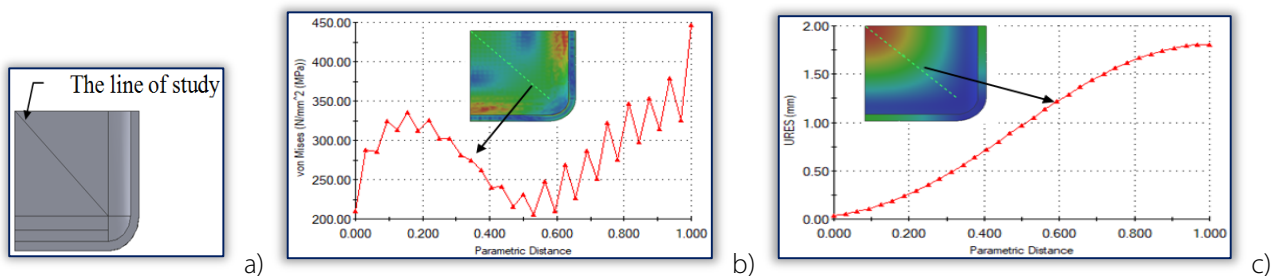 The line of study
a)
von Mises (N/mm^2 (MPa))
450.00
400.00
350.00
300.00
250.00
200.00
0.000 0.200 0.400 0.600 0.800 1.000
Parametric Distance
b)
URES (mm)
2.00
1.50
1.00
0.50
0.00
0.000 0.200 0.400 0.600 0.800 1.000
Parametric Distance
c)